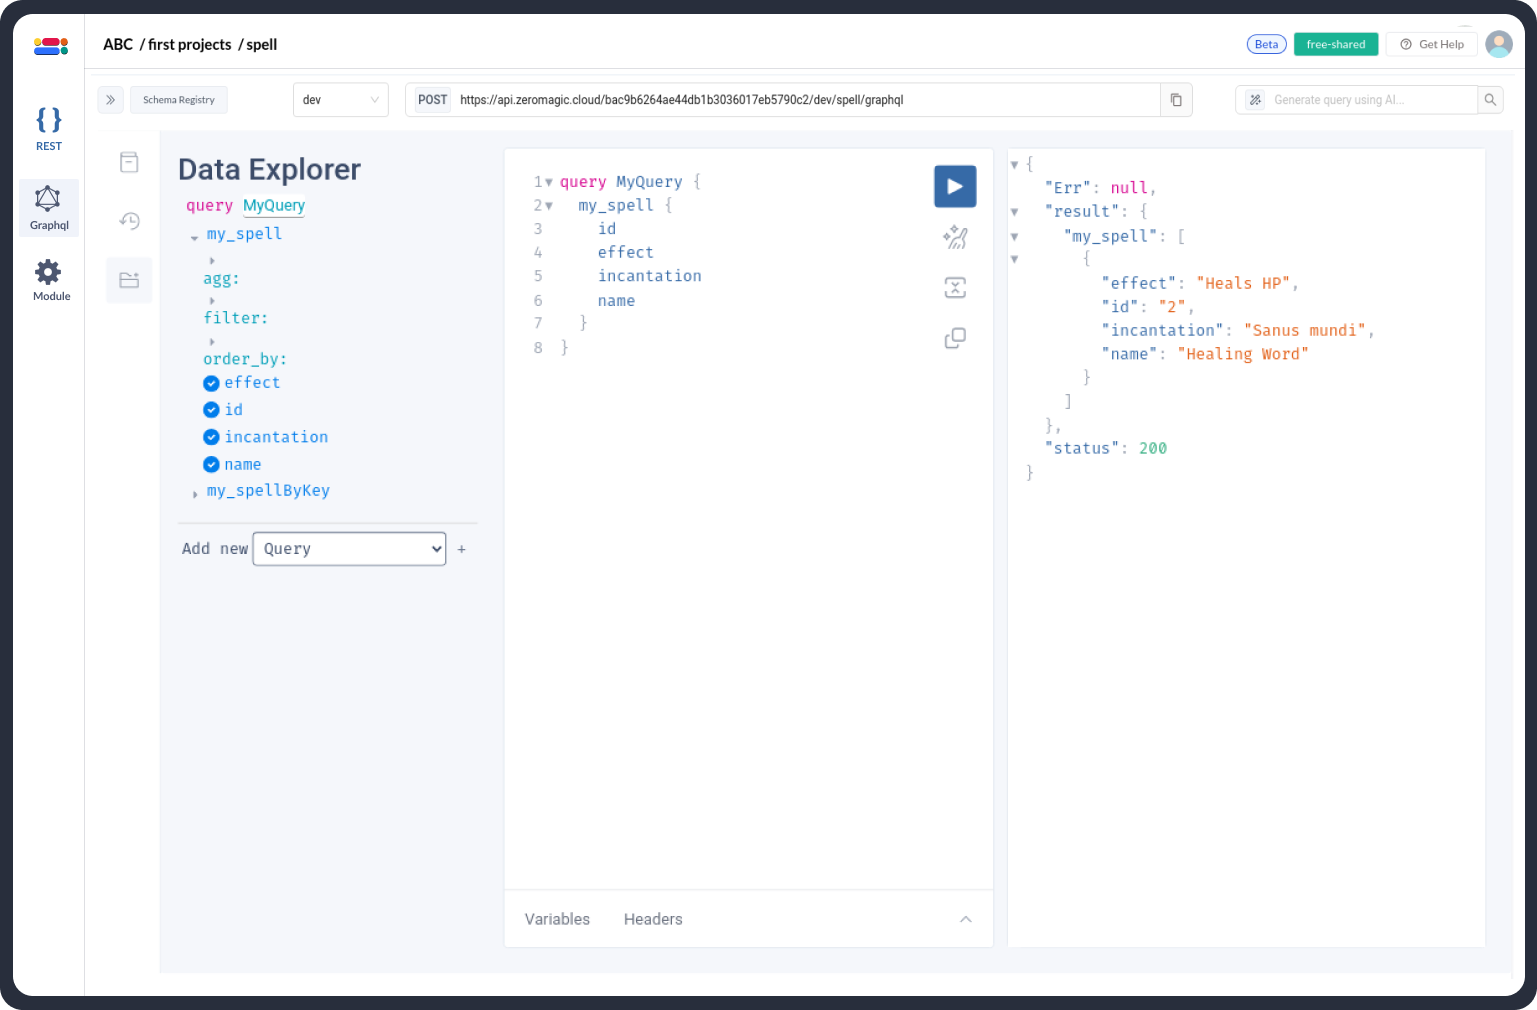 ABC / first projects / spell
Beta
free-shared
Get Help
Schema Registry
dev
POST https://api.zeromagic.cloud/bac9b6264ae44db1b3036017eb5790c2/dev/spell/graphql
Generate query using AI...
REST
Graphql
Module
Data Explorer
query MyQuery
my_spell
agg:
filter:
order_by:
effect
id
incantation
name
my_spellByKey
Add new Query +
1 query MyQuery {
2 my_spell {
3 id
4 effect
5 incantation
6 name
7 }
8 }
Variables Headers
{
"Err": null,
"result": {
"my_spell": [
{
"effect": "Heals HP",
"id": "2",
"incantation": "Sanus mundi",
"name": "Healing Word"
}
]
},
"status": 200
}